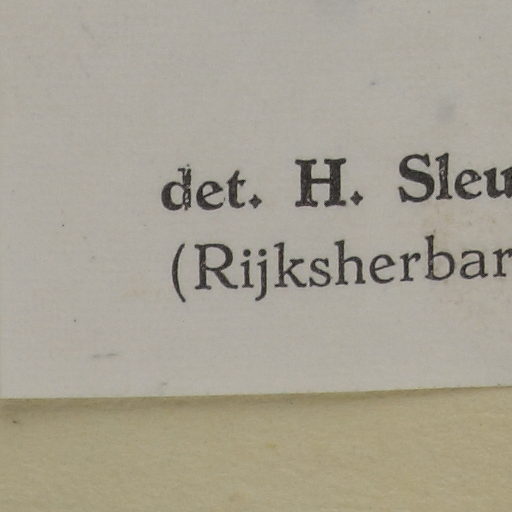 det. H. Sleu
(Rijksherbar